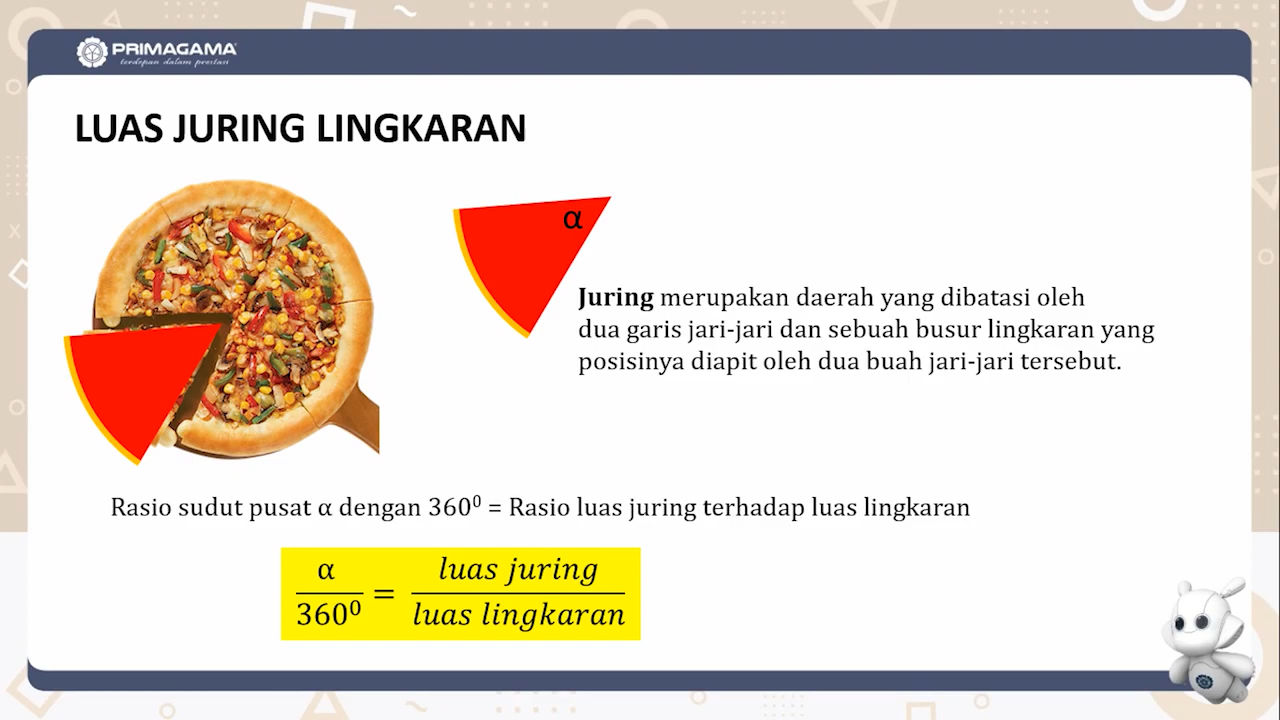 PRIMAGAMA
terdepan dalam prestasi
LUAS JURING LINGKARAN
α
Juring merupakan daerah yang dibatasi oleh
dua garis jari-jari dan sebuah busur lingkaran yang
posisinya diapit oleh dua buah jari-jari tersebut.
Rasio sudut pusat α dengan 360⁰ = Rasio luas juring terhadap luas lingkaran
α/360⁰ = luas juring/luas lingkaran